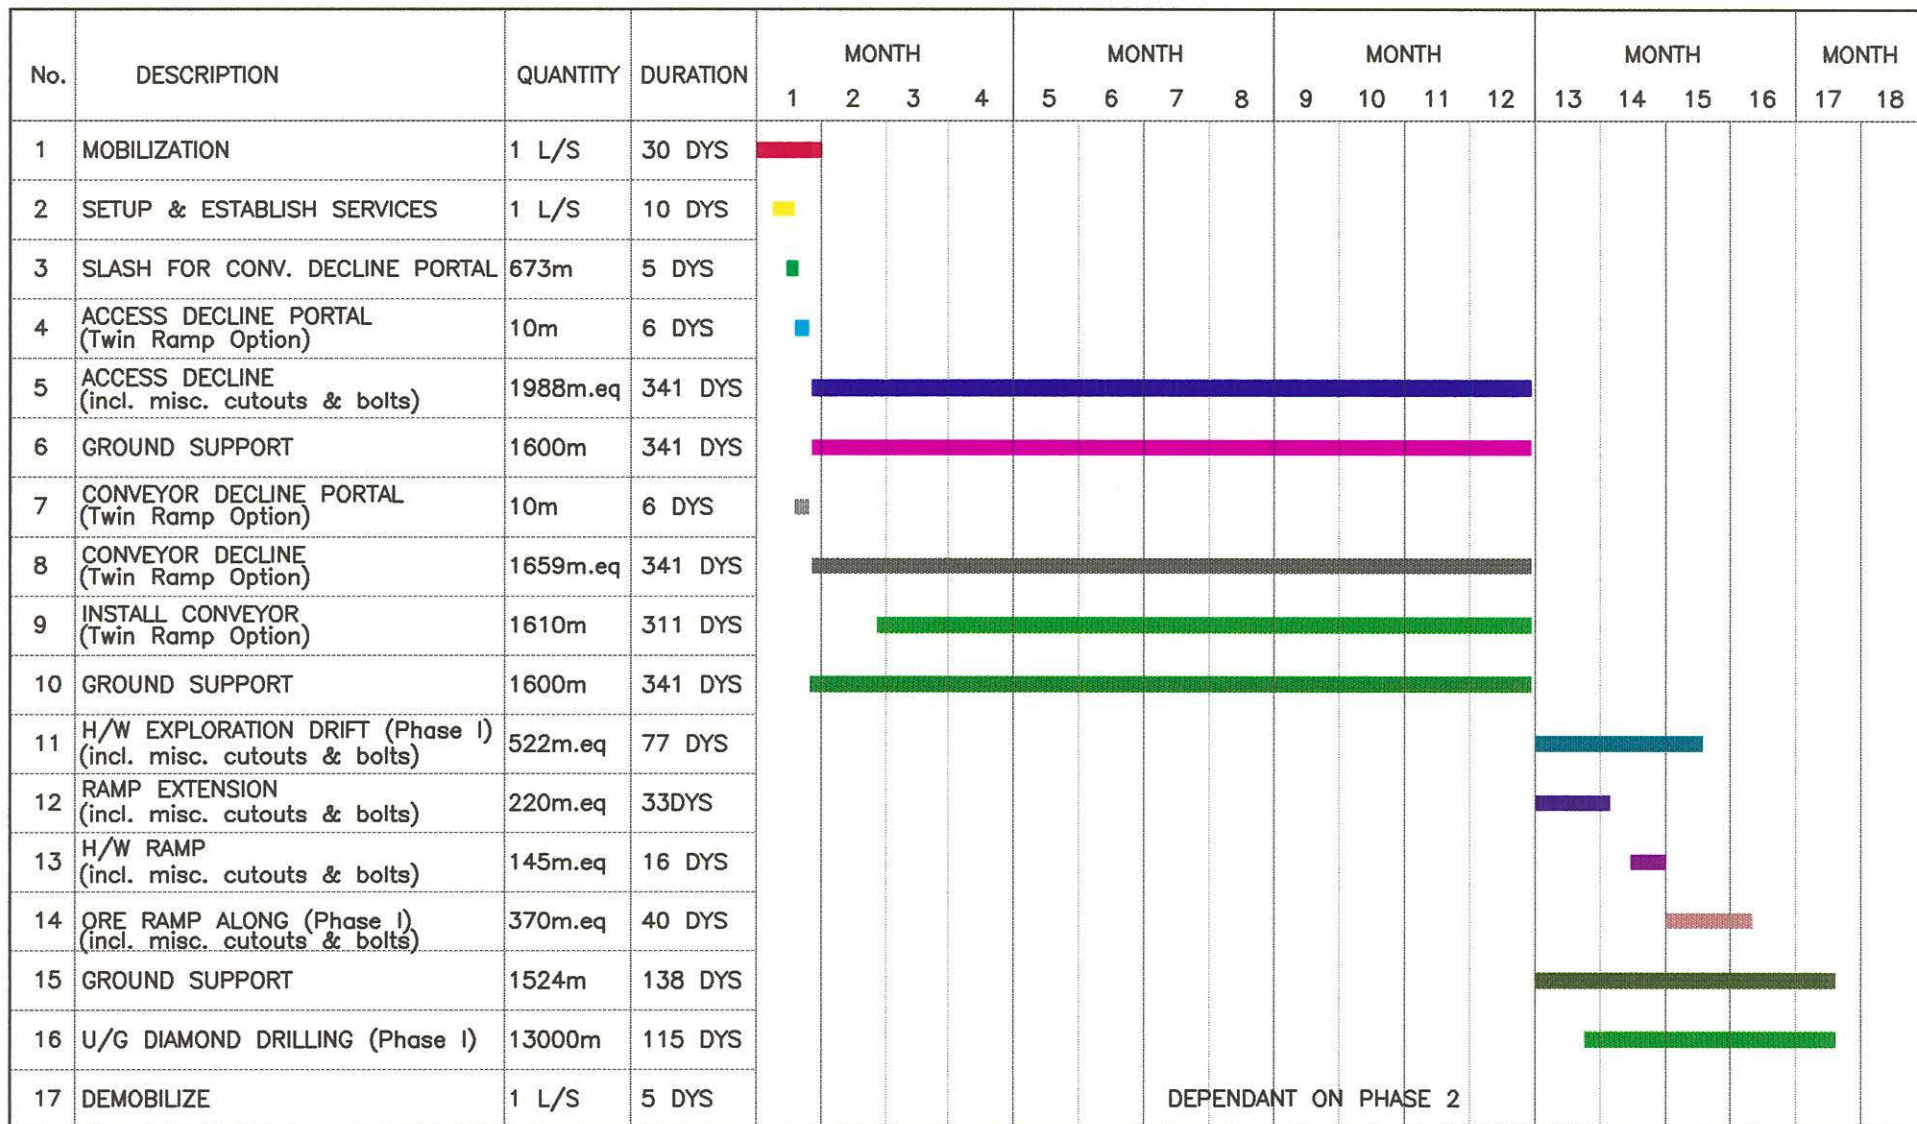 No. DESCRIPTION QUANTITY DURATION MONTH MONTH MONTH MONTH MONTH
1 2 3 4 5 6 7 8 9 10 11 12 13 14 15 16 17 18
1 MOBILIZATION 1 L/S 30 DYS
2 SETUP & ESTABLISH SERVICES 1 L/S 10 DYS
3 SLASH FOR CONV. DECLINE PORTAL 673m 5 DYS
4 ACCESS DECLINE PORTAL 10m 6 DYS
(Twin Ramp Option)
5 ACCESS DECLINE 1988m.eq 341 DYS
(incl. misc. cutouts & bolts)
6 GROUND SUPPORT 1600m 341 DYS
7 CONVEYOR DECLINE PORTAL 10m 6 DYS
(Twin Ramp Option)
8 CONVEYOR DECLINE 1659m.eq 341 DYS
(Twin Ramp Option)
9 INSTALL CONVEYOR 1610m 311 DYS
(Twin Ramp Option)
10 GROUND SUPPORT 1600m 341 DYS
11 H/W EXPLORATION DRIFT (Phase I) 522m.eq 77 DYS
(incl. misc. cutouts & bolts)
12 RAMP EXTENSION 220m.eq 33DYS
(incl. misc. cutouts & bolts)
13 H/W RAMP 145m.eq 16 DYS
(incl. misc. cutouts & bolts)
14 ORE RAMP ALONG (Phase I) 370m.eq 40 DYS
(incl. misc. cutouts & bolts)
15 GROUND SUPPORT 1524m 138 DYS
16 U/G DIAMOND DRILLING (Phase I) 13000m 115 DYS
17 DEMOBILIZE 1 L/S 5 DYS DEPENDANT ON PHASE 2